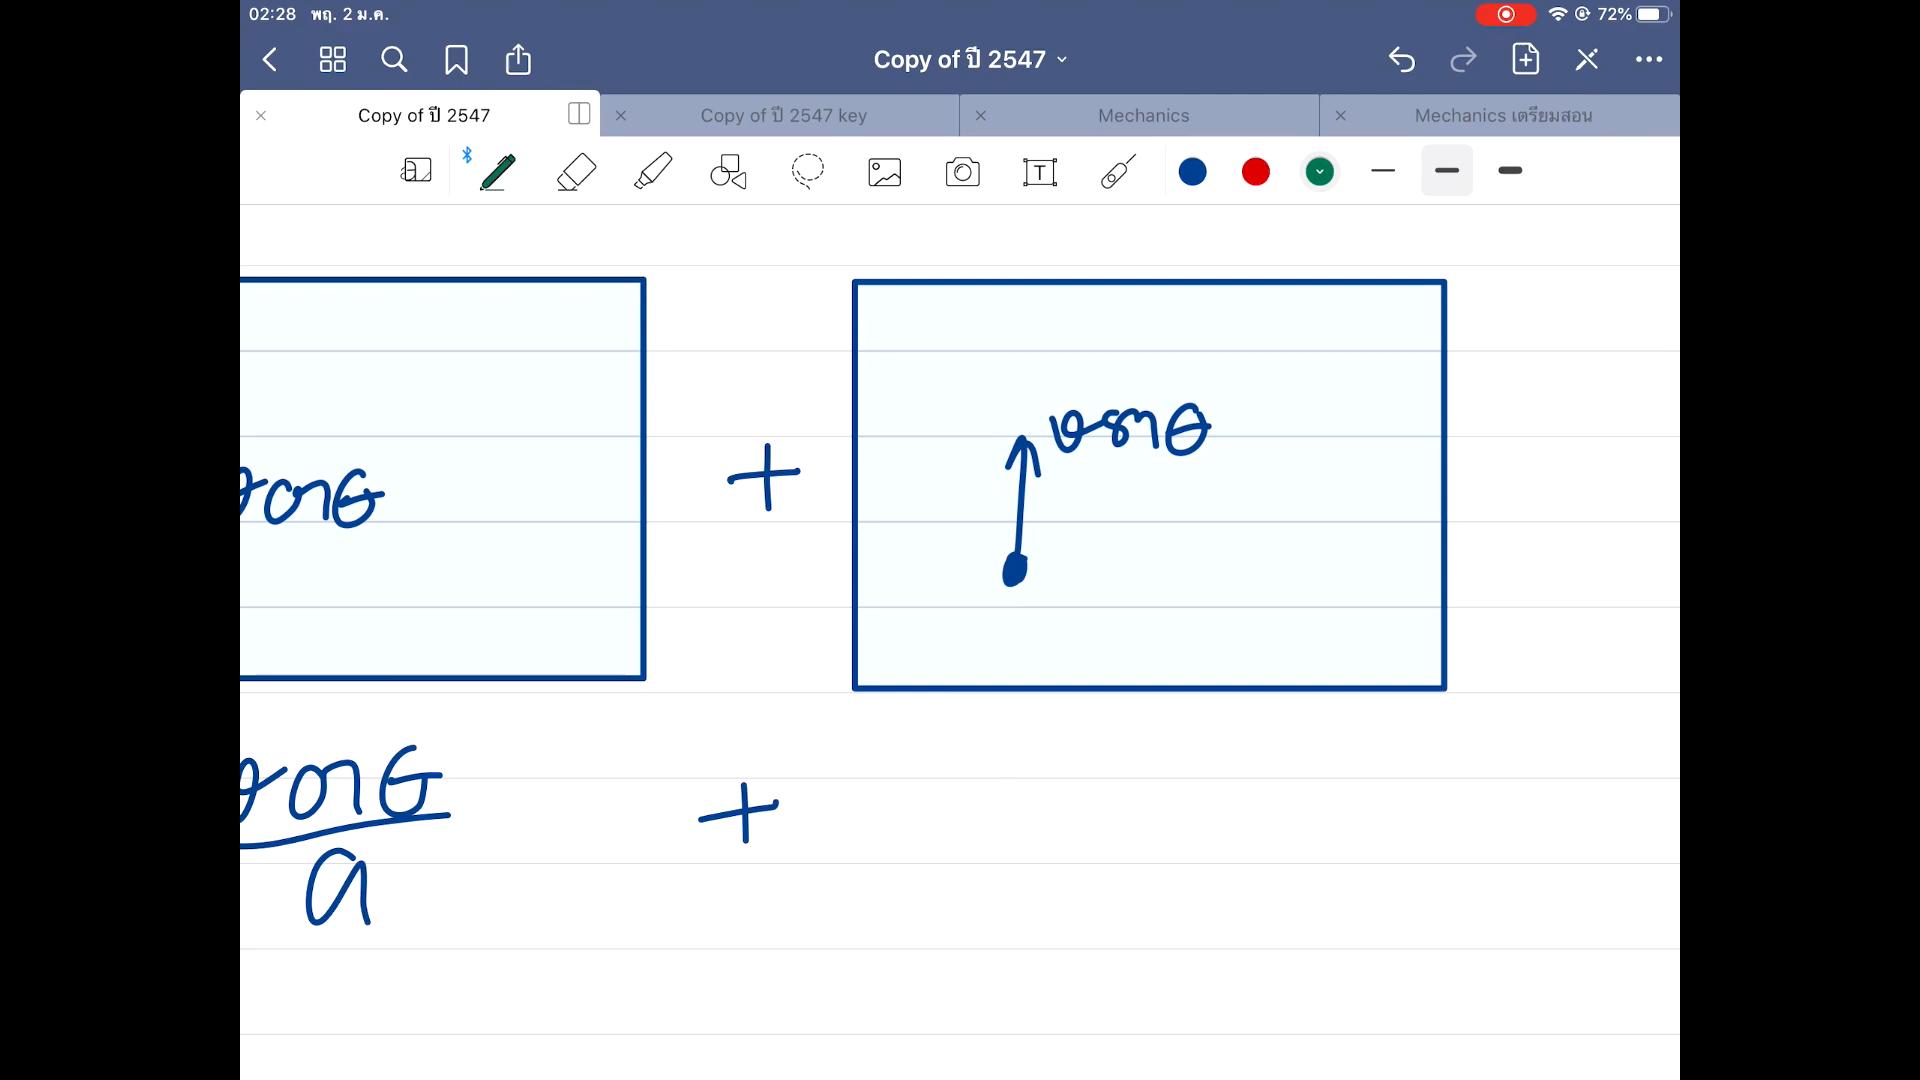 02:28 พฤ. 2 ม.ค.
72%
Copy of ปี 2547
Copy of ปี 2547
Copy of ปี 2547 key
Mechanics
Mechanics เตรียมสอน
T
+
θ
θ
θ
+
a